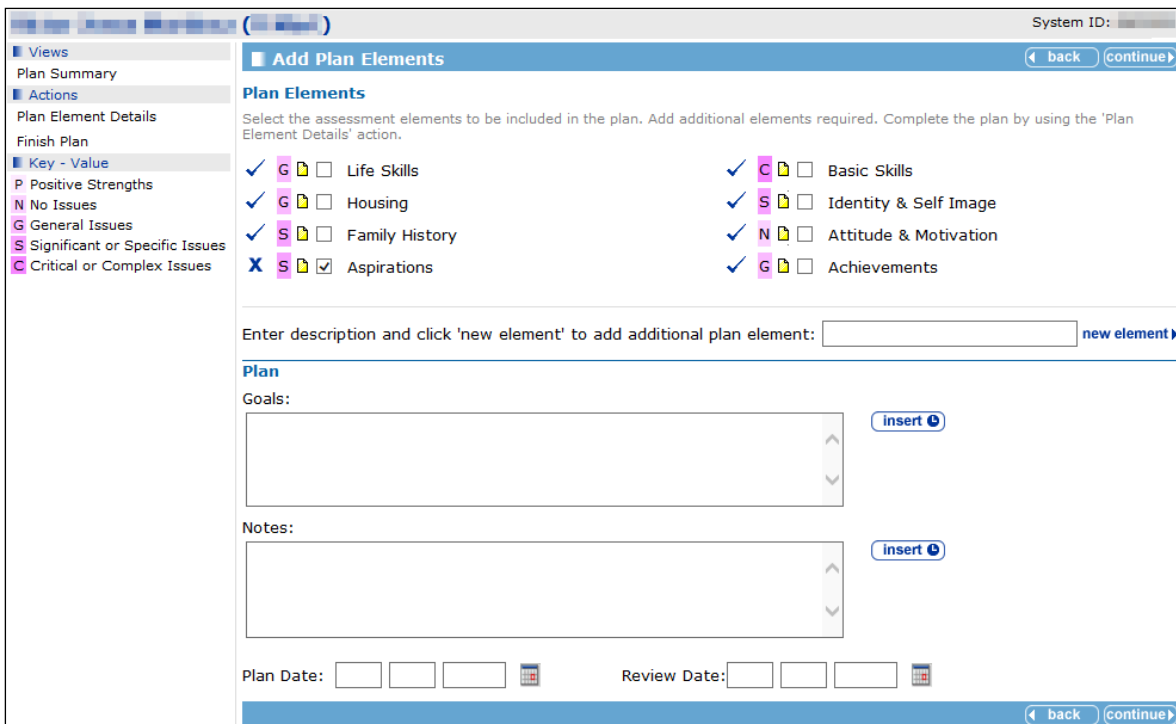 ( )
System ID:
Views
Plan Summary
Actions
Plan Element Details
Finish Plan
Key - Value
P Positive Strengths
N No Issues
G General Issues
S Significant or Specific Issues
C Critical or Complex Issues
Add Plan Elements
back continue
Plan Elements
Select the assessment elements to be included in the plan. Add additional elements required. Complete the plan by using the 'Plan
Element Details' action.
G Life Skills
C Basic Skills
G Housing
S Identity & Self Image
S Family History
N Attitude & Motivation
X S Aspirations
G Achievements
Enter description and click 'new element' to add additional plan element: new element
Plan
Goals:
insert
Notes:
insert
Plan Date: Review Date:
back continue